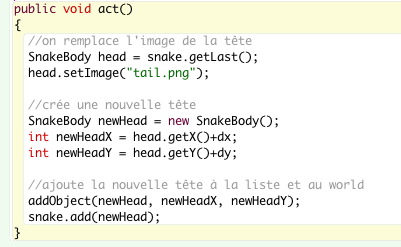 public void act()
{
//on remplace l'image de la tête
SnakeBody head = snake.getLast();
head.setImage("tail.png");
//crée une nouvelle tête
SnakeBody newHead = new SnakeBody();
int newHeadX = head.getX()+dx;
int newHeadY = head.getY()+dy;
//ajoute la nouvelle tête à la liste et au world
addObject(newHead, newHeadX, newHeadY);
snake.add(newHead);
}